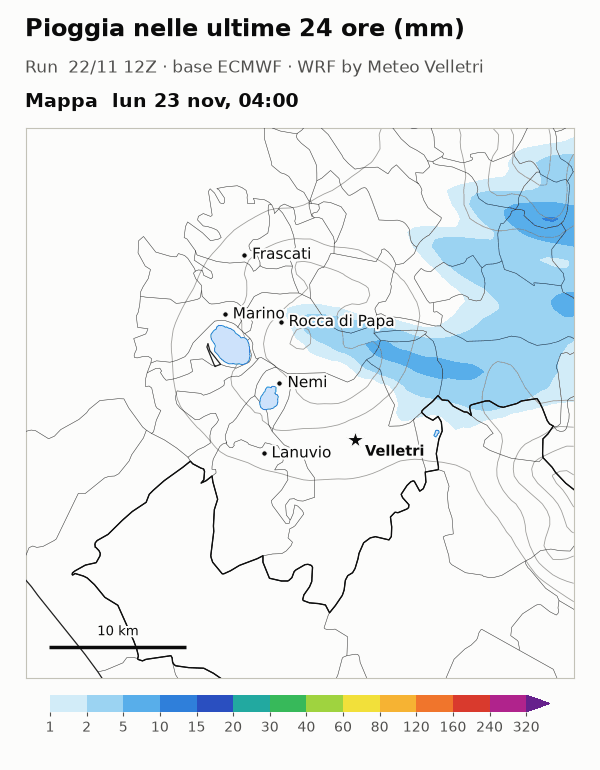 Pioggia nelle ultime 24 ore (mm)
Run  22/11 12Z · base ECMWF · WRF by Meteo Velletri
Mappa  lun 23 nov, 04:00
Frascati
Marino
Rocca di Papa
Nemi
Velletri
Lanuvio
10 km
1 2 5 10 15 20 30 40 60 80 120 160 240 320